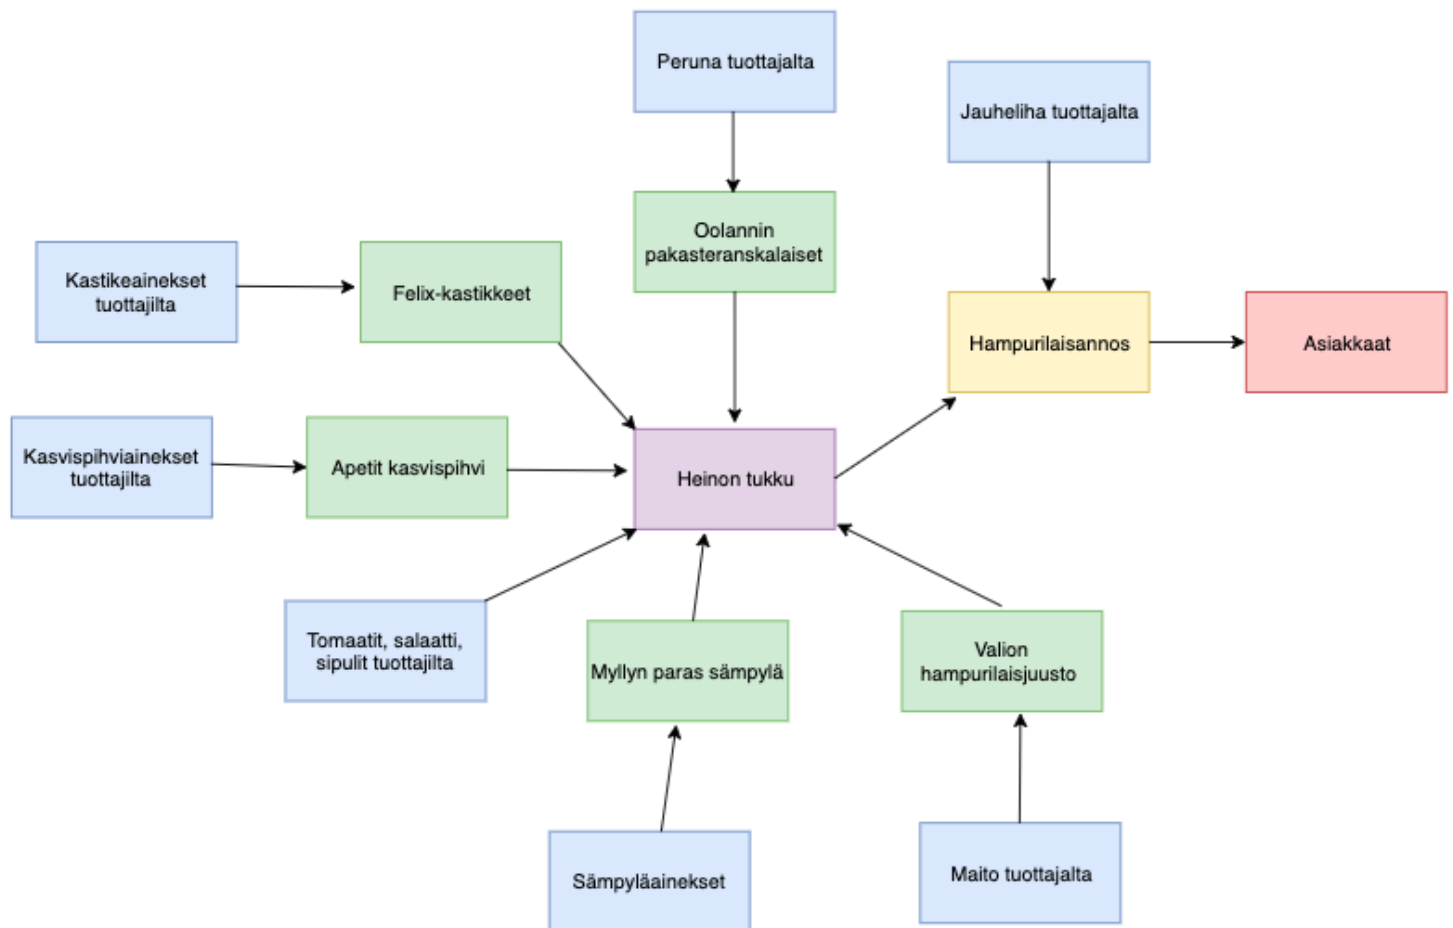 Peruna tuottajalta
Jauheliha tuottajalta
Oolannin
pakasteranskalaiset
Kastikeainekset
tuottajilta
Felix-kastikkeet
Hampurilaisannos
Asiakkaat
Kasvispihviainekset
tuottajilta
Apetit kasvispihvi
Heinon tukku
Tomaatit, salaatti,
sipulit tuottajilta
Myllyn paras sämpylä
Valion
hampurilaisjuusto
Sämpyläainekset
Maito tuottajalta